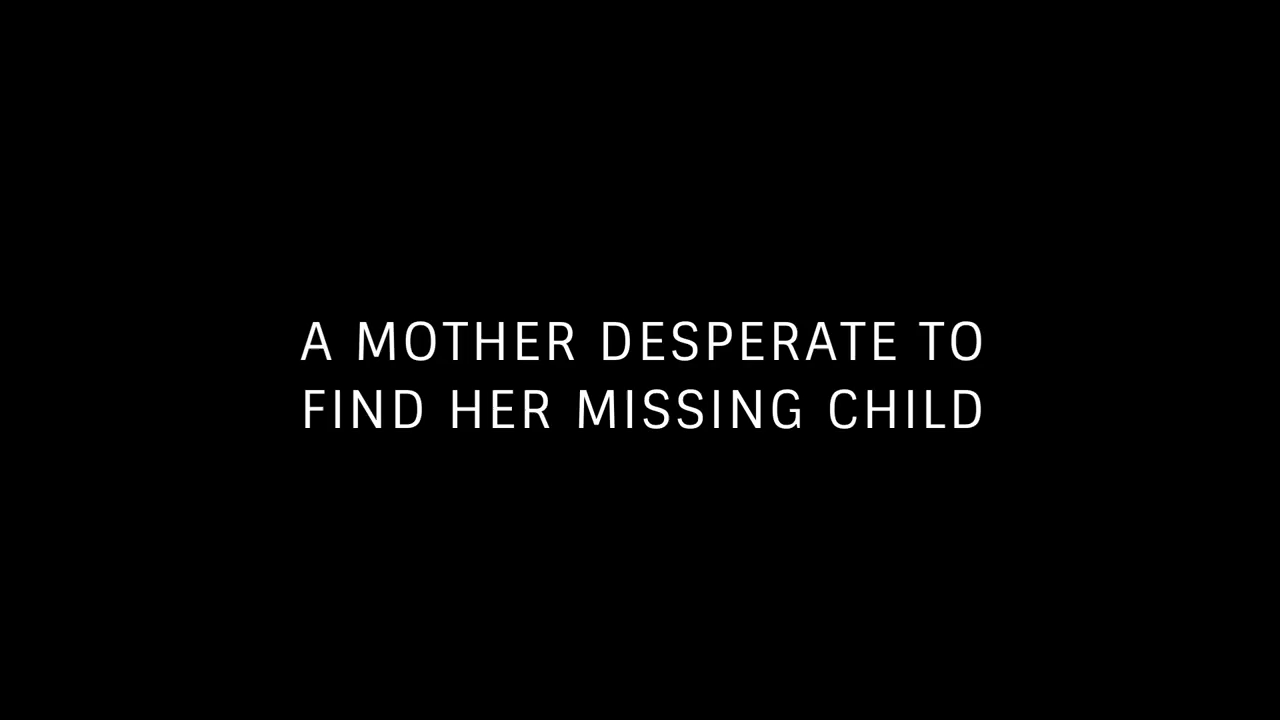 A MOTHER DESPERATE TO
FIND HER MISSING CHILD